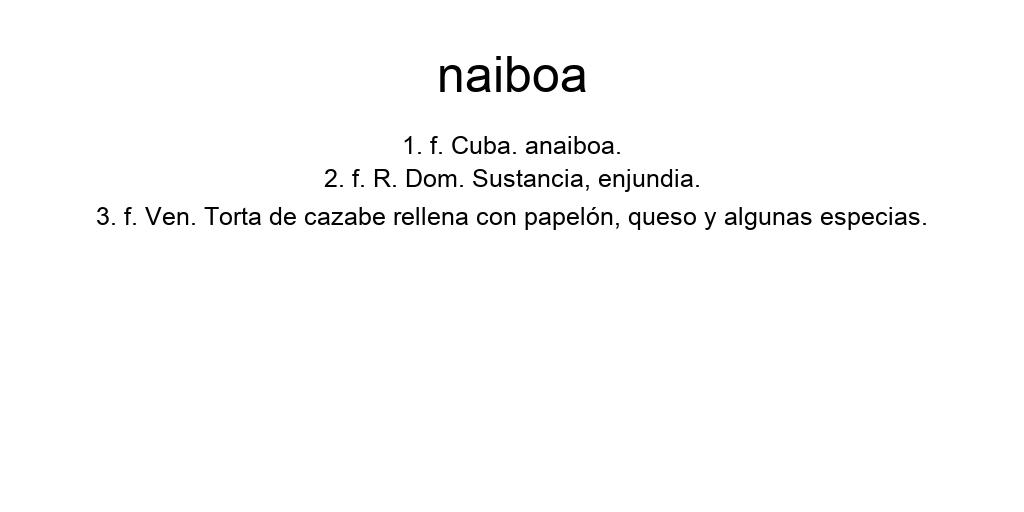 naiboa
1. f. Cuba. anaiboa.
2. f. R. Dom. Sustancia, enjundia.
3. f. Ven. Torta de cazabe rellena con papelón, queso y algunas especias.